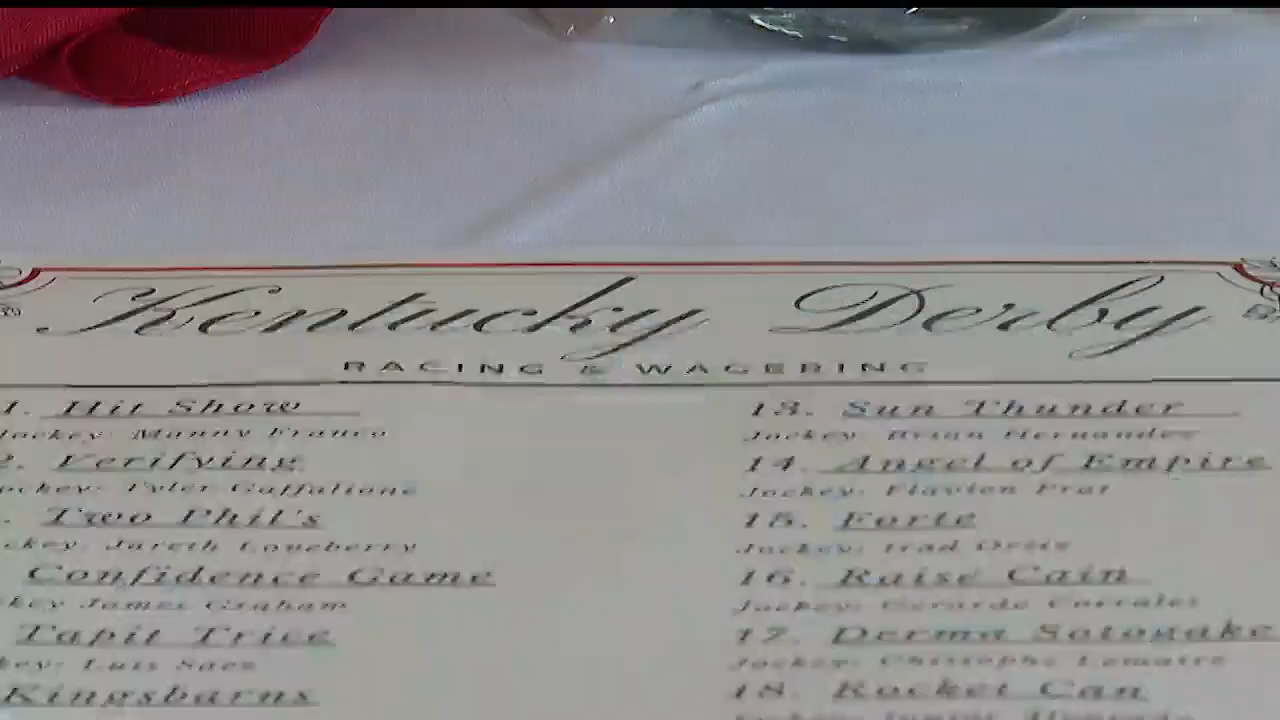 Kentucky Derby
RACING & WAGERING
1. Hit Show
Jockey: Manny Franco
2. Verifying
Jockey: Tyler Gaffalione
Two Phil's
Jockey: Jareth Loveberry
Confidence Game
Jockey James Graham
Tapit Trice
Jockey: Luis Saez
Kingsbarns
13. Sun Thunder
Jockey: Brian Hernandez
14. Angel of Empire
Jockey: Flavien Prat
15. Forte
Jockey: Irad Ortiz
16. Raise Cain
Jockey: Gerardo Corrales
17. Derma Sotogake
Jockey: Christophe Lemaire
18. Rocket Can